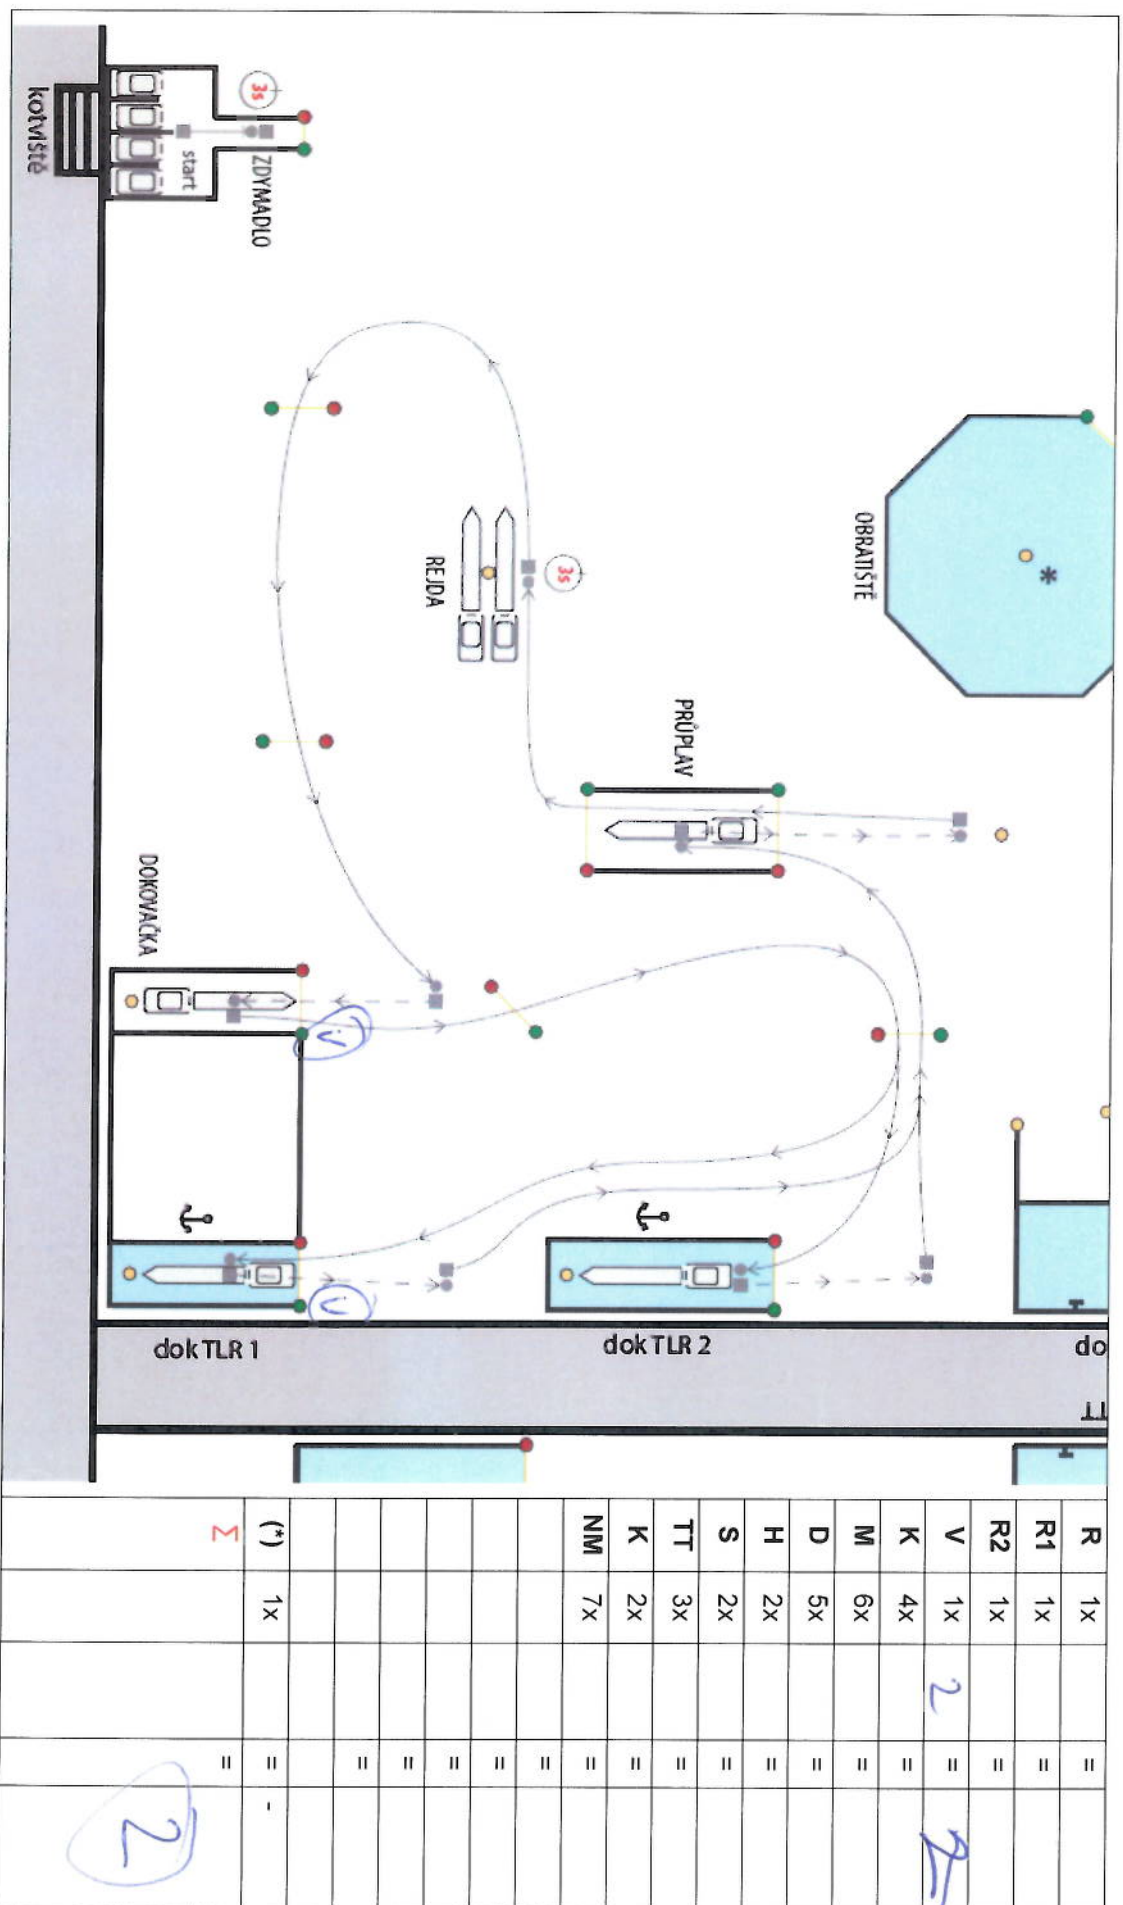 kotviště
start
3s
ZDYMADLO
REJDA
3s
OBRATIŠTĚ
*
PRŮPLAV
DOKOVAČKA
V
V
dok TLR 1
dok TLR 2
do
TT
R 1x =
R1 1x =
R2 1x =
V 1x 2 = 2
K 4x =
M 6x =
D 5x =
H 2x =
S 2x =
TT 3x =
K 2x =
NM 7x =
=
=
=
=
=
(*) 1x = -
Σ = 2